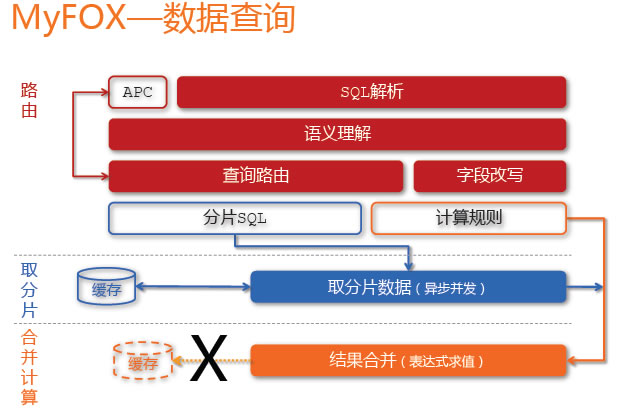 MyFOX—数据查询
路由
APC
SQL解析
语义理解
查询路由
字段改写
分片SQL
计算规则
取分片
缓存
取分片数据(异步并发)
合并计算
缓存
X
结果合并(表达式求值)